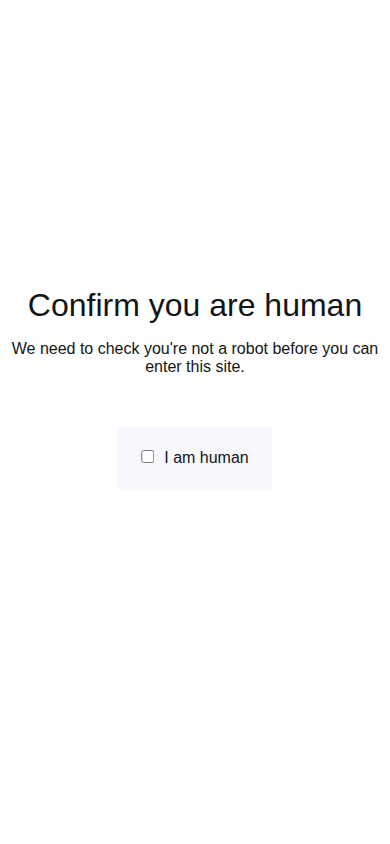 Confirm you are human
We need to check you're not a robot before you can
enter this site.
I am human